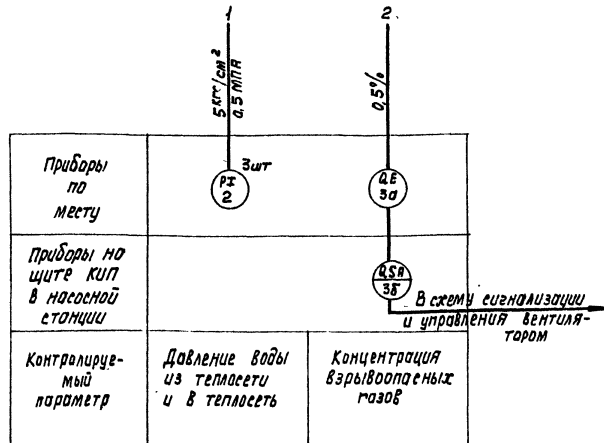 1
2
5 кгс/см²
0,5 МПА
0,5%
Приборы
по
месту
3шт
PI
2
QE
3а
Приборы на
щите КИП
в насосной
станции
QSA
3б
В схему сигнализации
и управления вентиля-
тором
Контролируе-
мый
параметр
Давление воды
из теплосети
и в теплосеть
Концентрация
взрывоопасных
газов